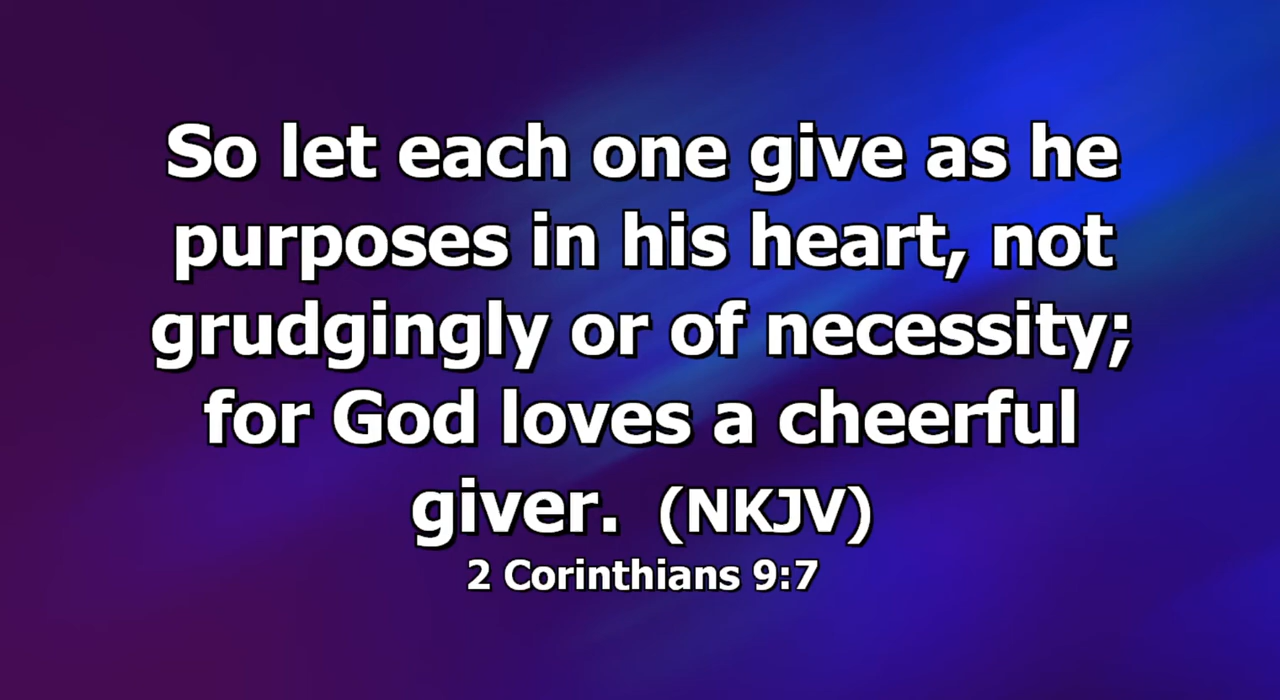 So let each one give as he
purposes in his heart, not
grudgingly or of necessity;
for God loves a cheerful
giver. (NKJV)
2 Corinthians 9:7